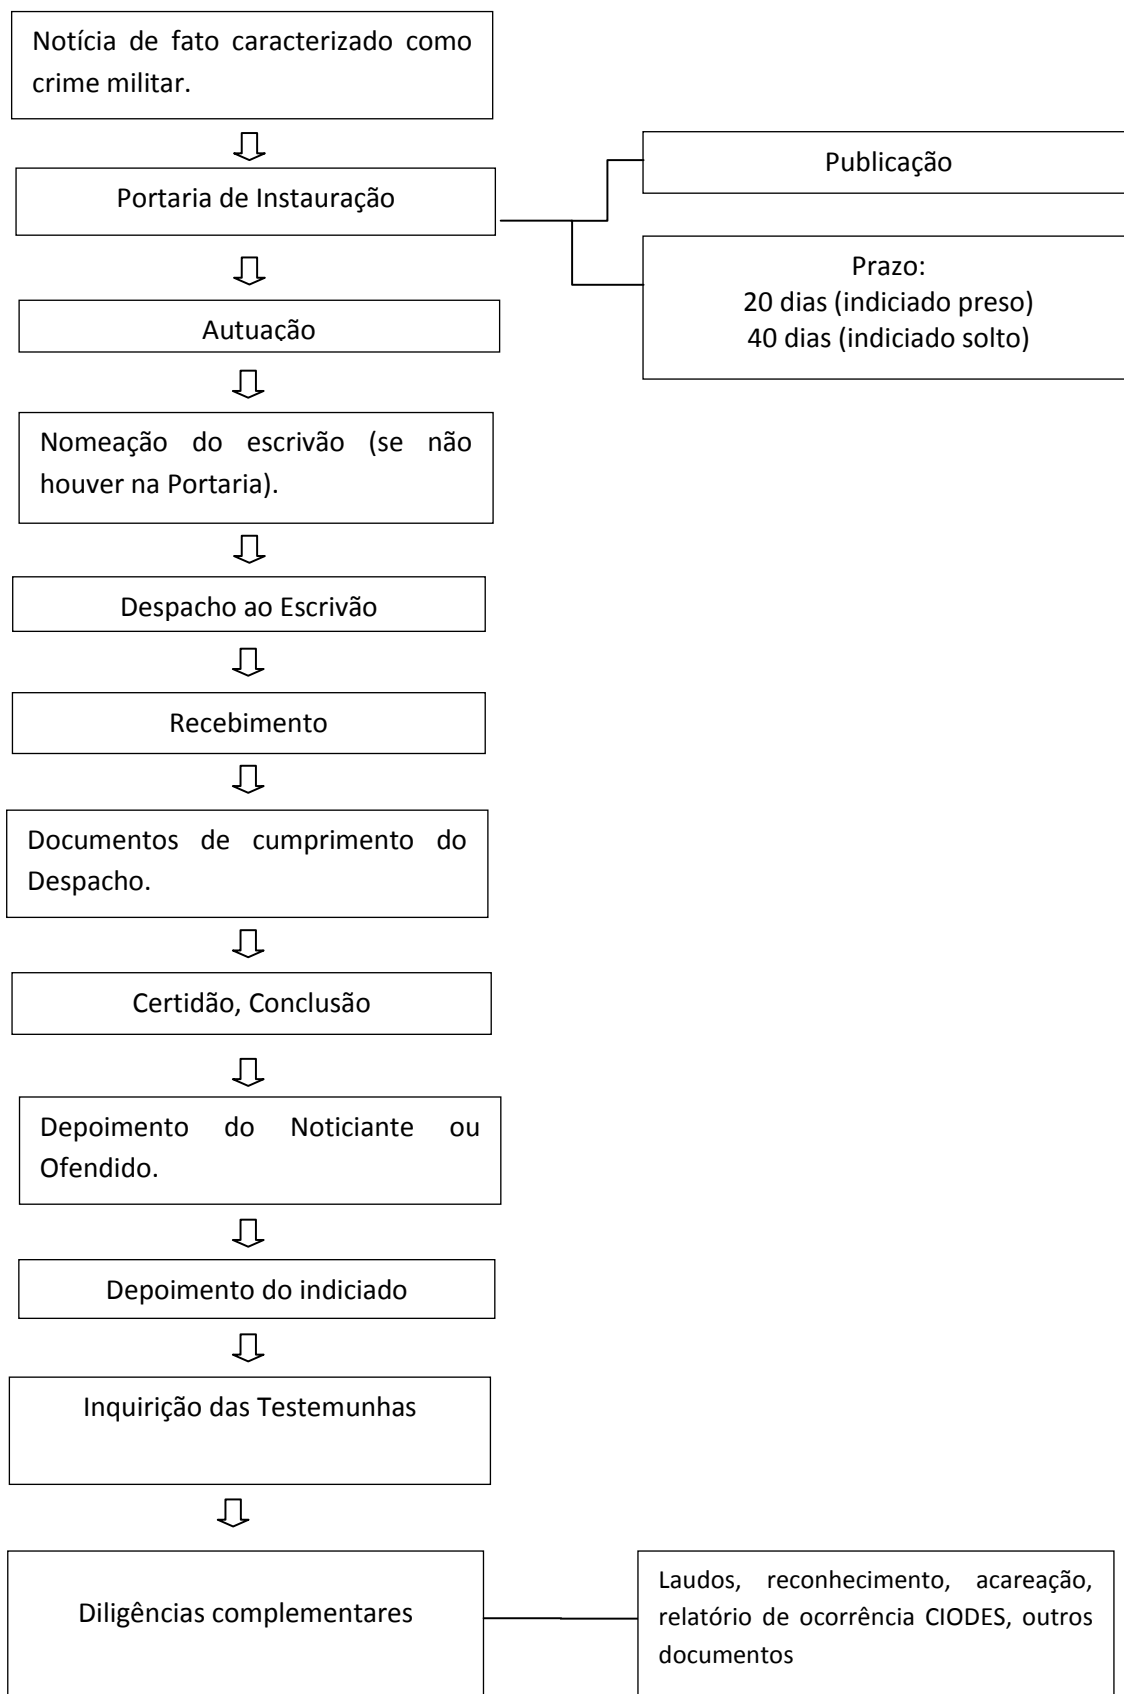 Notícia de fato caracterizado como
crime militar.
Portaria de Instauração
Publicação
Prazo:
20 dias (indiciado preso)
40 dias (indiciado solto)
Autuação
Nomeação do escrivão (se não
houver na Portaria).
Despacho ao Escrivão
Recebimento
Documentos de cumprimento do
Despacho.
Certidão, Conclusão
Depoimento do Noticiante ou
Ofendido.
Depoimento do indiciado
Inquirição das Testemunhas
Diligências complementares
Laudos, reconhecimento, acareação,
relatório de ocorrência CIODES, outros
documentos